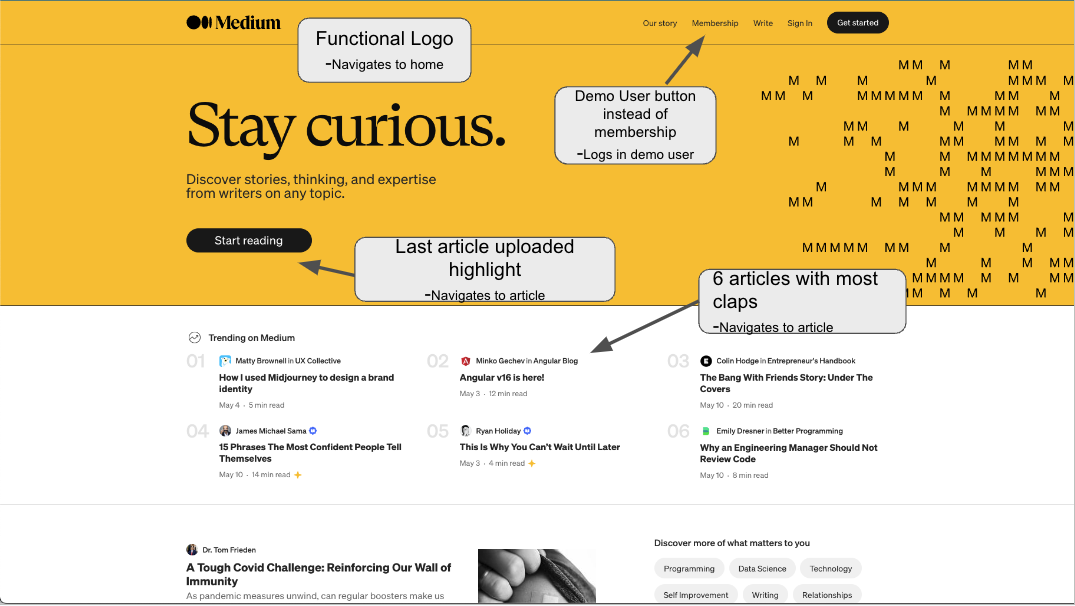 Medium
Our story Membership Write Sign In Get started
Functional Logo
-Navigates to home
Demo User button
instead of
membership
-Logs in demo user
Stay curious.
Discover stories, thinking, and expertise
from writers on any topic.
Start reading
Last article uploaded
highlight
-Navigates to article
6 articles with most
claps
-Navigates to article
Trending on Medium
01
Matty Brownell in UX Collective
How I used Midjourney to design a brand
identity
May 4 · 5 min read
02
Minko Gechev in Angular Blog
Angular v16 is here!
May 3 · 12 min read
03
Colin Hodge in Entrepreneur's Handbook
The Bang With Friends Story: Under The
Covers
May 10 · 20 min read
04
James Michael Sama
15 Phrases The Most Confident People Tell
Themselves
May 10 · 14 min read
05
Ryan Holiday
This Is Why You Can't Wait Until Later
May 3 · 4 min read
06
Emily Dresner in Better Programming
Why an Engineering Manager Should Not
Review Code
May 10 · 8 min read
Dr. Tom Frieden
A Tough Covid Challenge: Reinforcing Our Wall of
Immunity
As pandemic measures unwind, can regular boosters make us
Discover more of what matters to you
Programming Data Science Technology
Self Improvement Writing Relationships